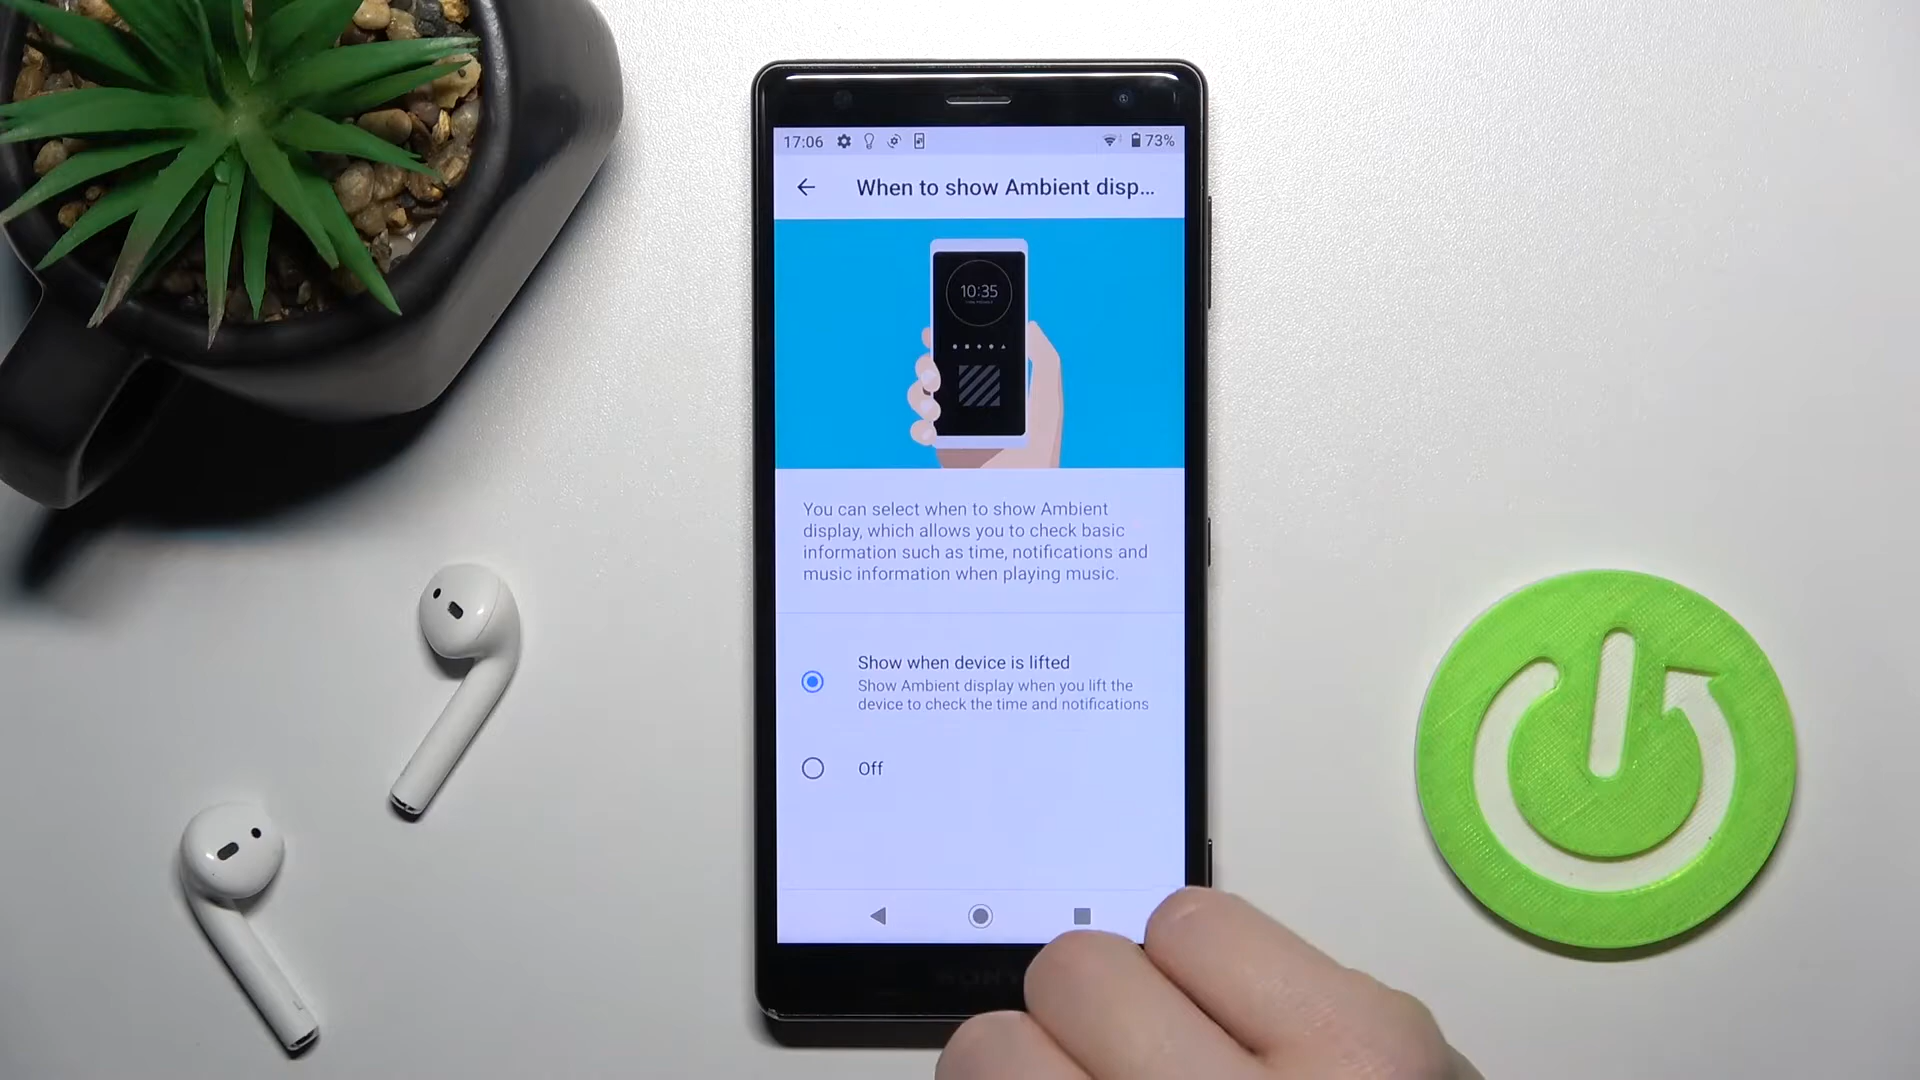 17:06
73%
When to show Ambient disp...
10:35
You can select when to show Ambient
display, which allows you to check basic
information such as time, notifications and
music information when playing music.
Show when device is lifted
Show Ambient display when you lift the
device to check the time and notifications
Off